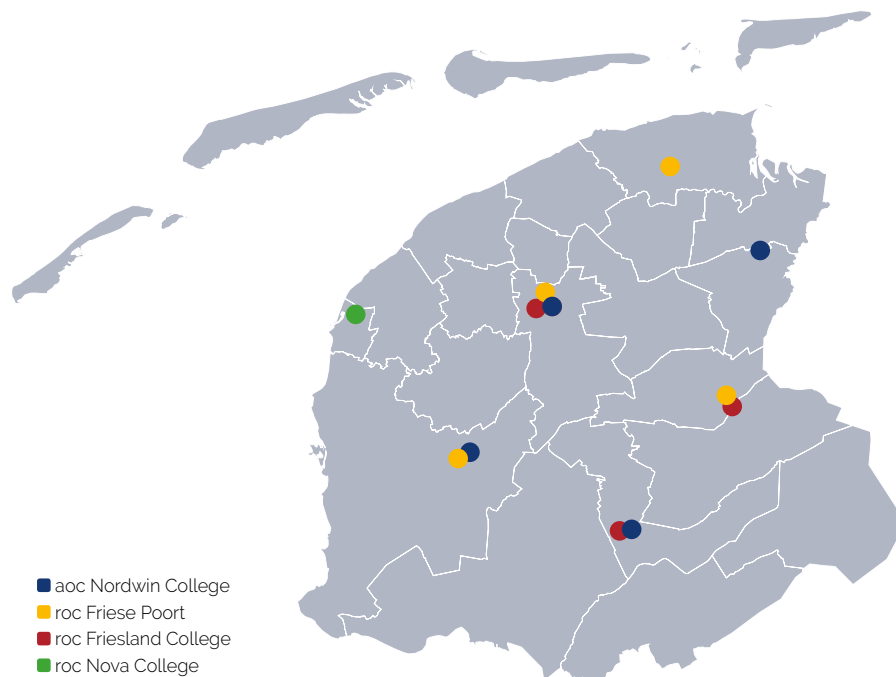 aoc Nordwin College
roc Friese Poort
roc Friesland College
roc Nova College